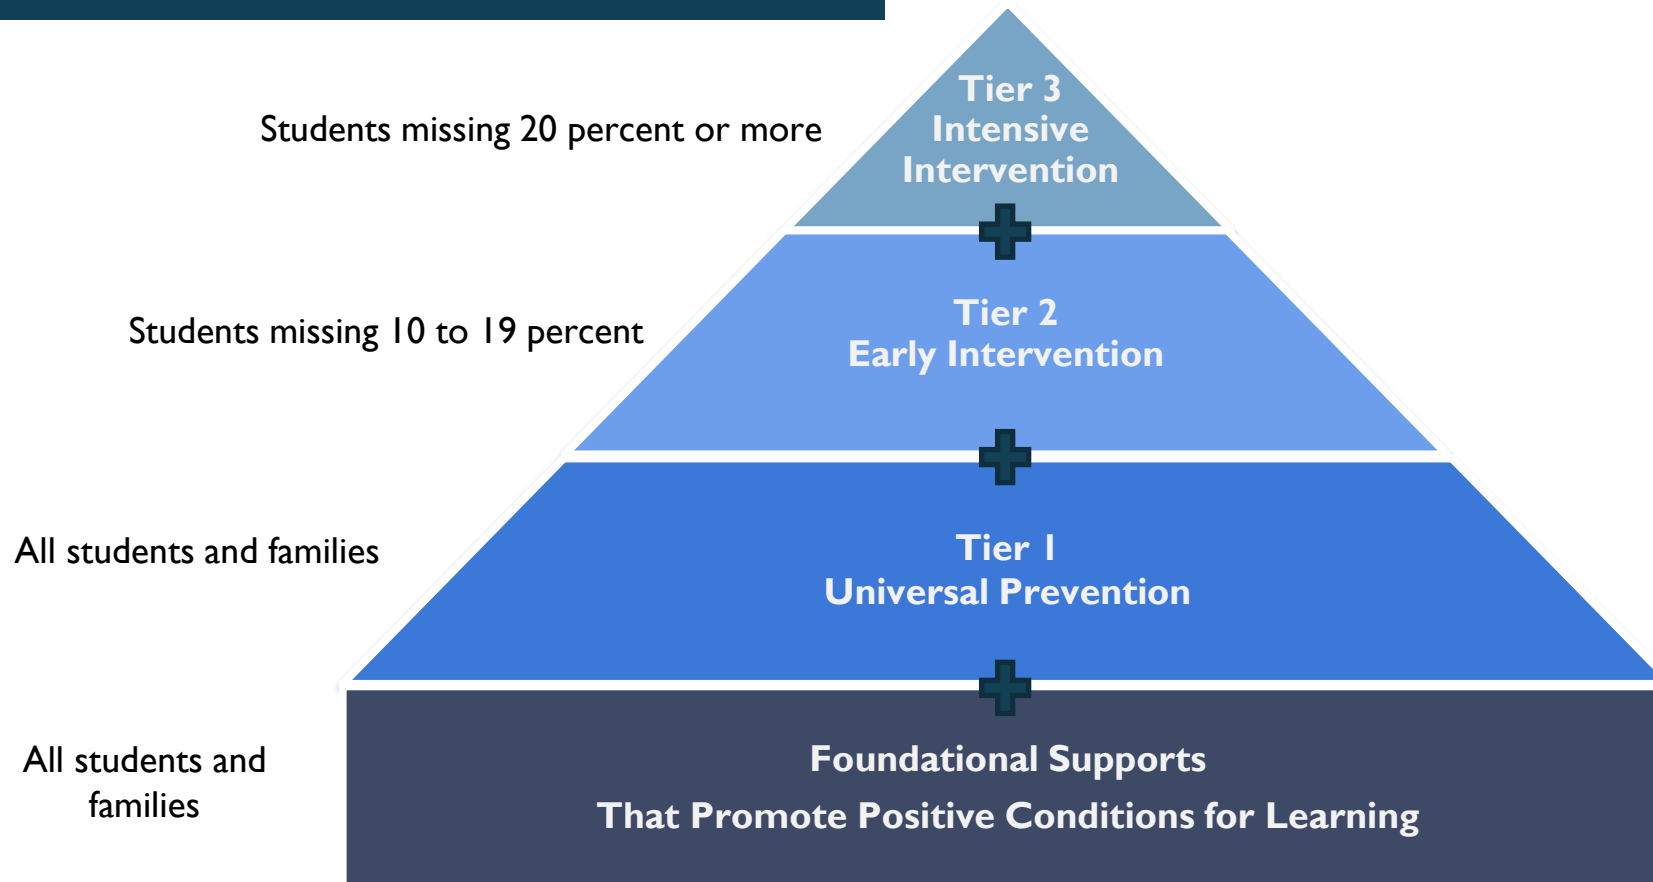 Tier 3
Intensive
Intervention
Students missing 20 percent or more
Tier 2
Early Intervention
Students missing 10 to 19 percent
Tier 1
Universal Prevention
All students and families
Foundational Supports
That Promote Positive Conditions for Learning
All students and
families